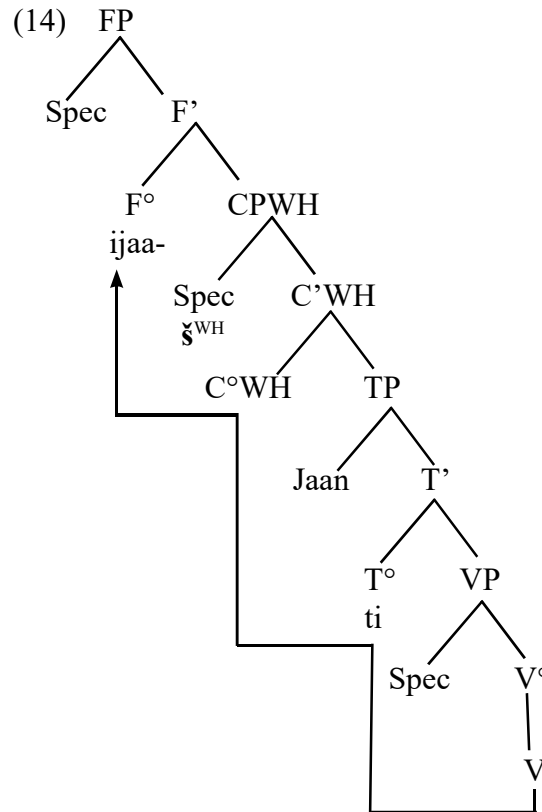 (14) FP
Spec F’
F° CPWH
ijaa-
Spec C’WH
š^WH
C°WH TP
Jaan T’
T° VP
ti
Spec V°
V